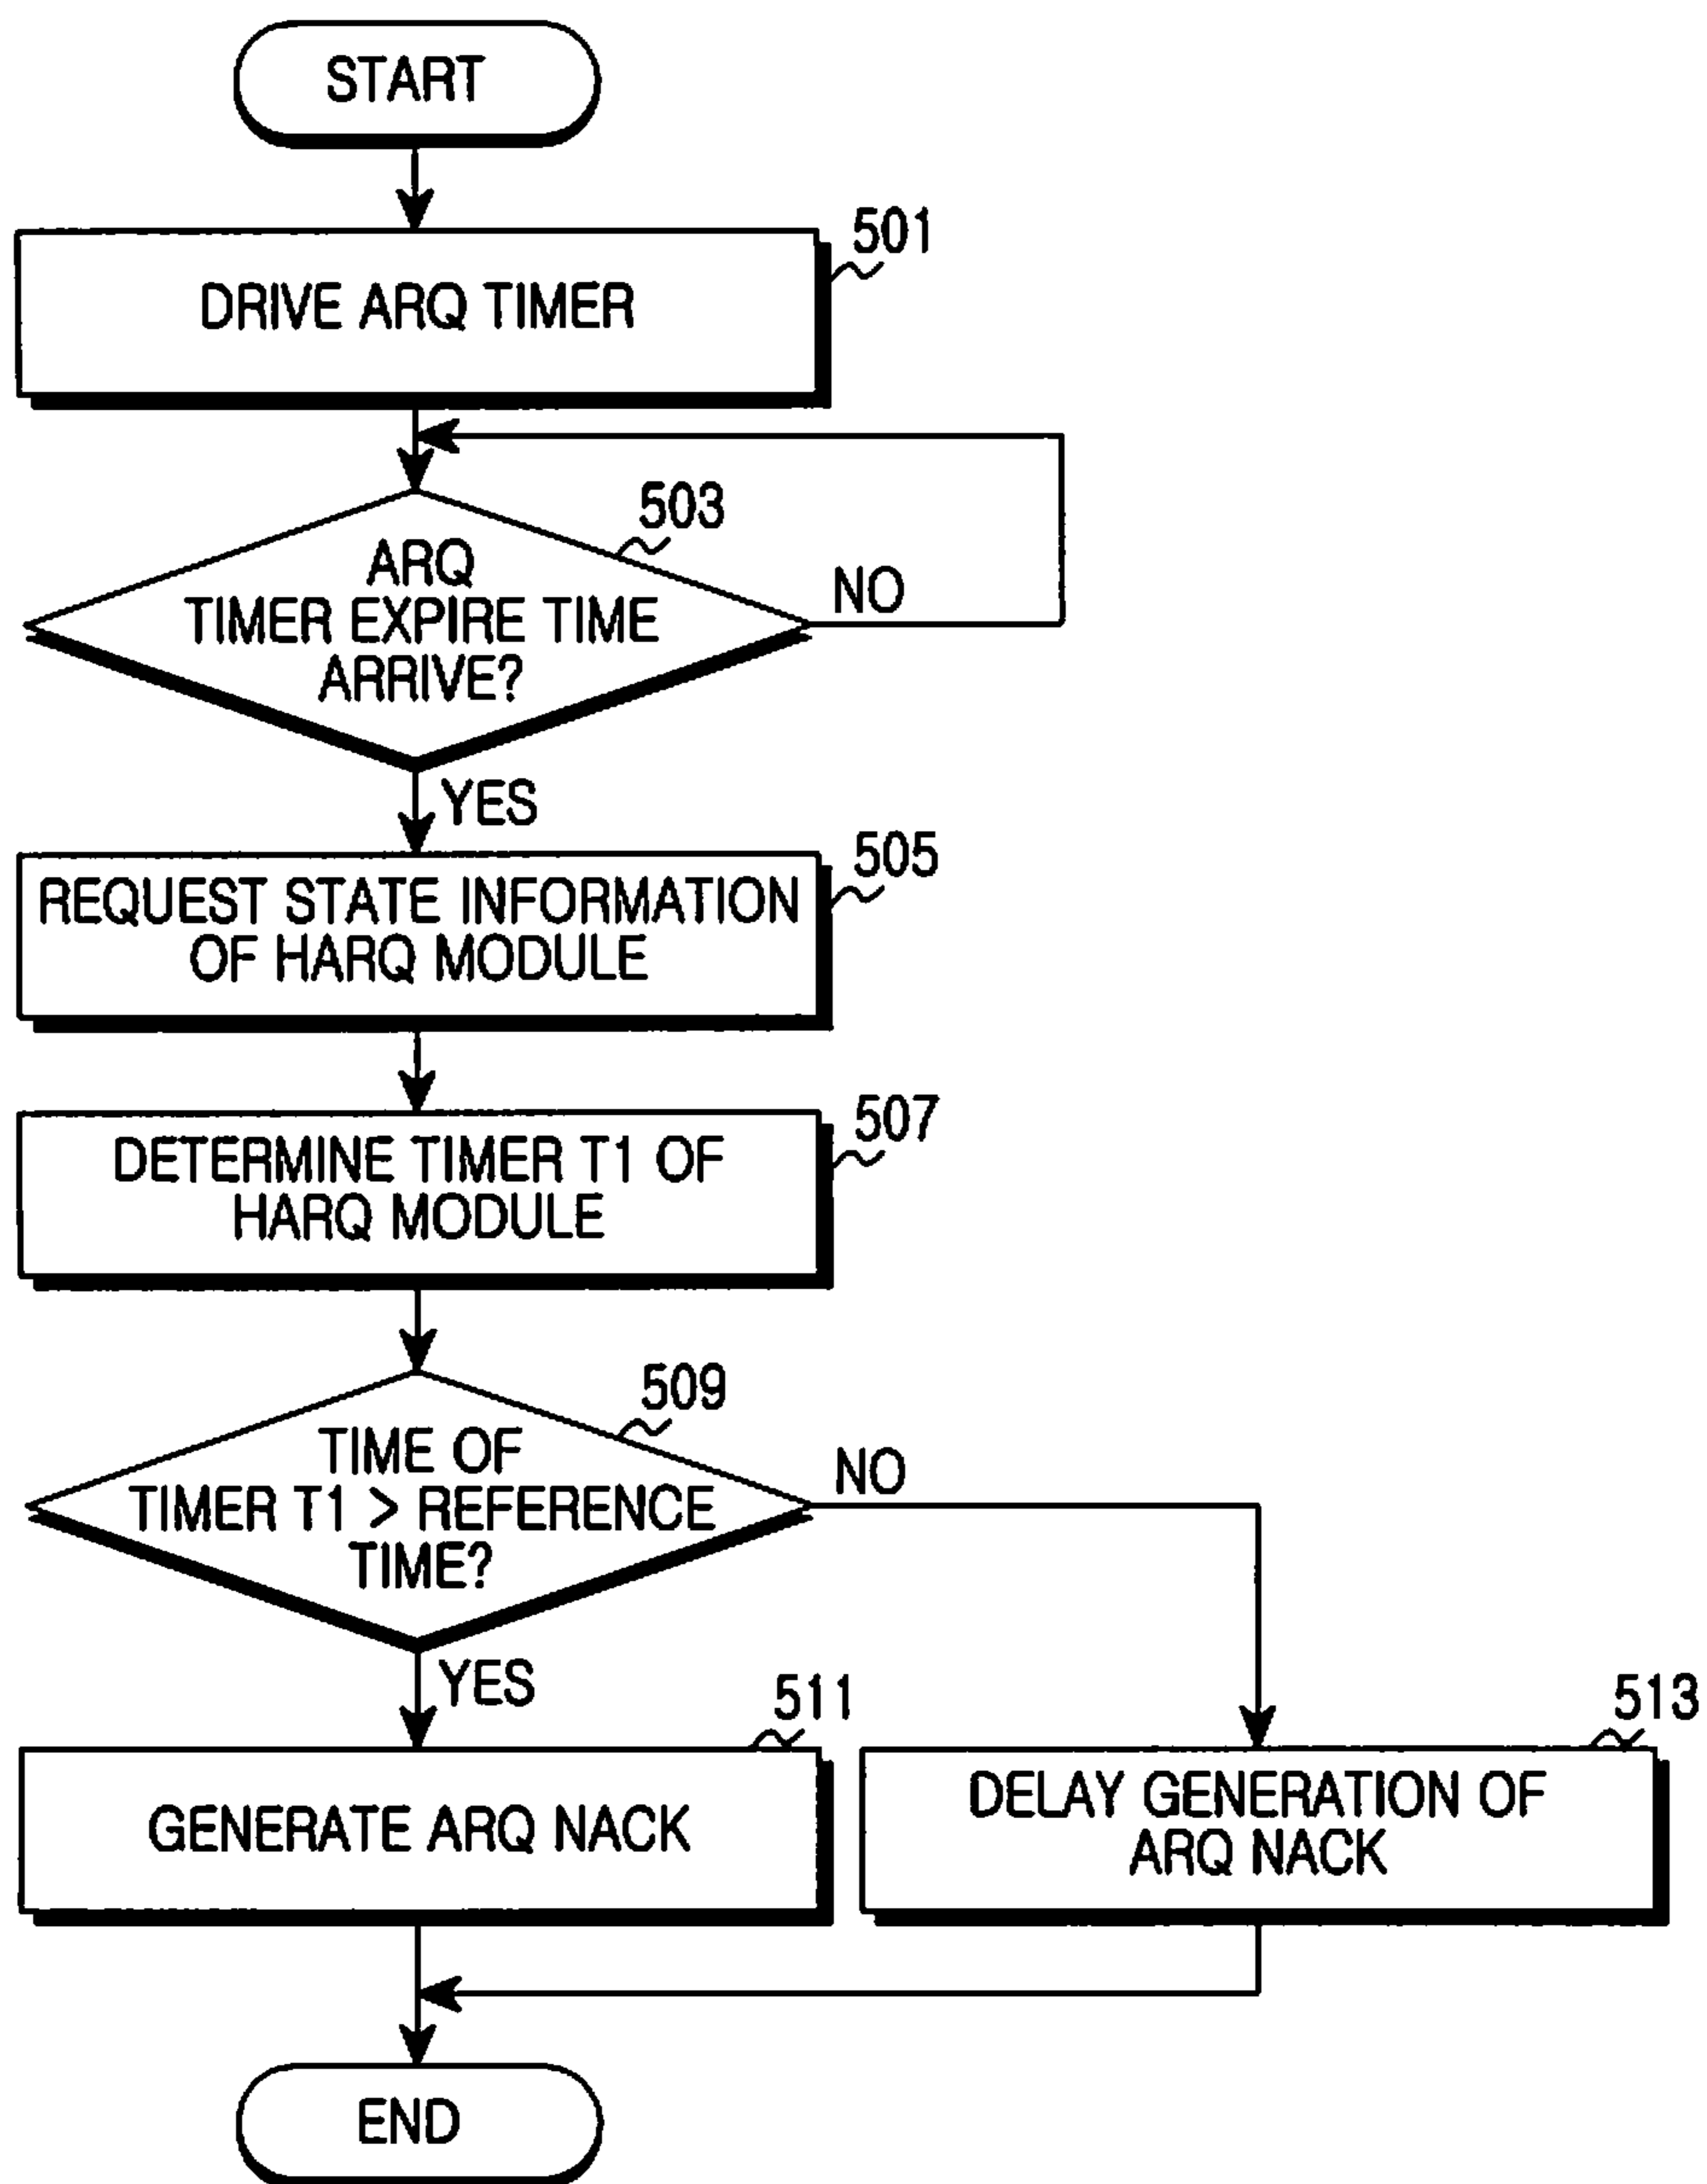 START
501
DRIVE ARQ TIMER
503
ARQ
TIMER EXPIRE TIME
ARRIVE?
NO
YES
505
REQUEST STATE INFORMATION
OF HARQ MODULE
507
DETERMINE TIMER T1 OF
HARQ MODULE
509
TIME OF
TIMER T1 > REFERENCE
TIME?
NO
YES
511
GENERATE ARQ NACK
513
DELAY GENERATION OF
ARQ NACK
END